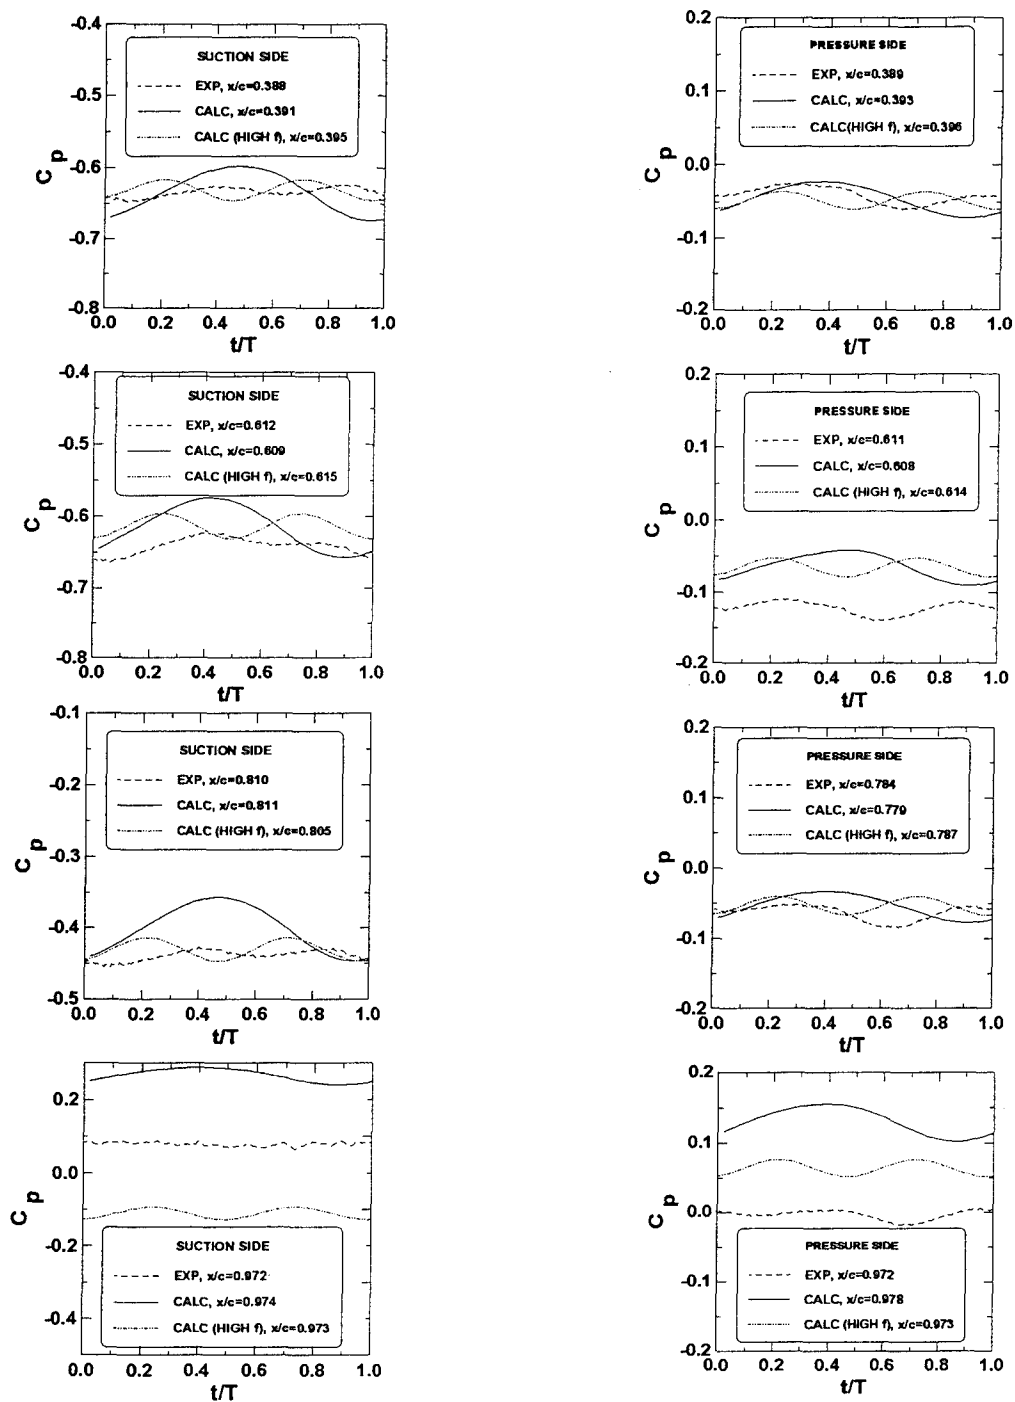 -0.4
-0.5
-0.6
-0.7
-0.8
C p
SUCTION SIDE
EXP, x/c=0.388
CALC, x/c=0.391
CALC (HIGH f), x/c=0.395
0.0 0.2 0.4 0.6 0.8 1.0
t/T
0.2
0.1
0.0
-0.1
-0.2
C p
PRESSURE SIDE
EXP, x/c=0.389
CALC, x/c=0.393
CALC(HIGH f), x/c=0.396
0.0 0.2 0.4 0.6 0.8 1.0
t/T
-0.4
-0.5
-0.6
-0.7
-0.8
C p
SUCTION SIDE
EXP, x/c=0.612
CALC, x/c=0.609
CALC (HIGH f), x/c=0.615
0.0 0.2 0.4 0.6 0.8 1.0
t/T
0.2
0.1
0.0
-0.1
-0.2
C p
PRESSURE SIDE
EXP, x/c=0.611
CALC, x/c=0.608
CALC (HIGH f), x/c=0.614
0.0 0.2 0.4 0.6 0.8 1.0
t/T
-0.1
-0.2
-0.3
-0.4
-0.5
C p
SUCTION SIDE
EXP, x/c=0.810
CALC, x/c=0.811
CALC (HIGH f), x/c=0.805
0.0 0.2 0.4 0.6 0.8 1.0
t/T
0.2
0.1
0.0
-0.1
-0.2
C p
PRESSURE SIDE
EXP, x/c=0.784
CALC, x/c=0.779
CALC (HIGH f), x/c=0.787
0.0 0.2 0.4 0.6 0.8 1.0
t/T
0.2
0.0
-0.2
-0.4
C p
SUCTION SIDE
EXP, x/c=0.972
CALC, x/c=0.974
CALC (HIGH f), x/c=0.973
0.0 0.2 0.4 0.6 0.8 1.0
t/T
0.2
0.1
0.0
-0.1
-0.2
C p
PRESSURE SIDE
EXP, x/c=0.972
CALC, x/c=0.978
CALC (HIGH f), x/c=0.973
0.0 0.2 0.4 0.6 0.8 1.0
t/T